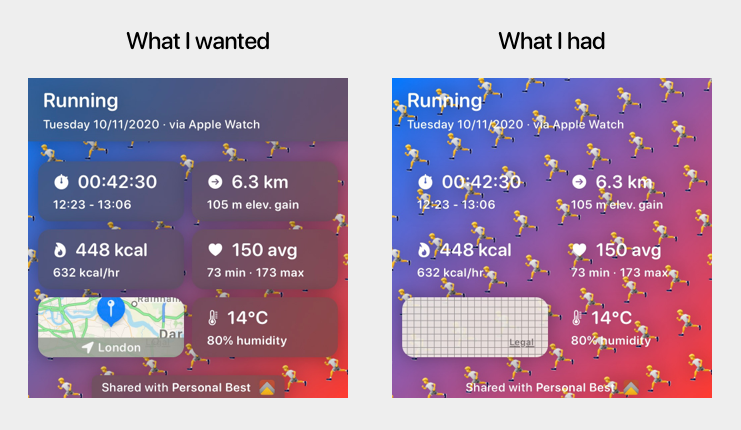 What I wanted
Running
Tuesday 10/11/2020 · via Apple Watch
00:42:30
12:23 - 13:06
6.3 km
105 m elev. gain
448 kcal
632 kcal/hr
150 avg
73 min · 173 max
Dar
London
14°C
80% humidity
Shared with Personal Best
What I had
Running
Tuesday 10/11/2020 · via Apple Watch
00:42:30
12:23 - 13:06
6.3 km
105 m elev. gain
448 kcal
632 kcal/hr
150 avg
73 min · 173 max
Legal
14°C
80% humidity
Shared with Personal Best